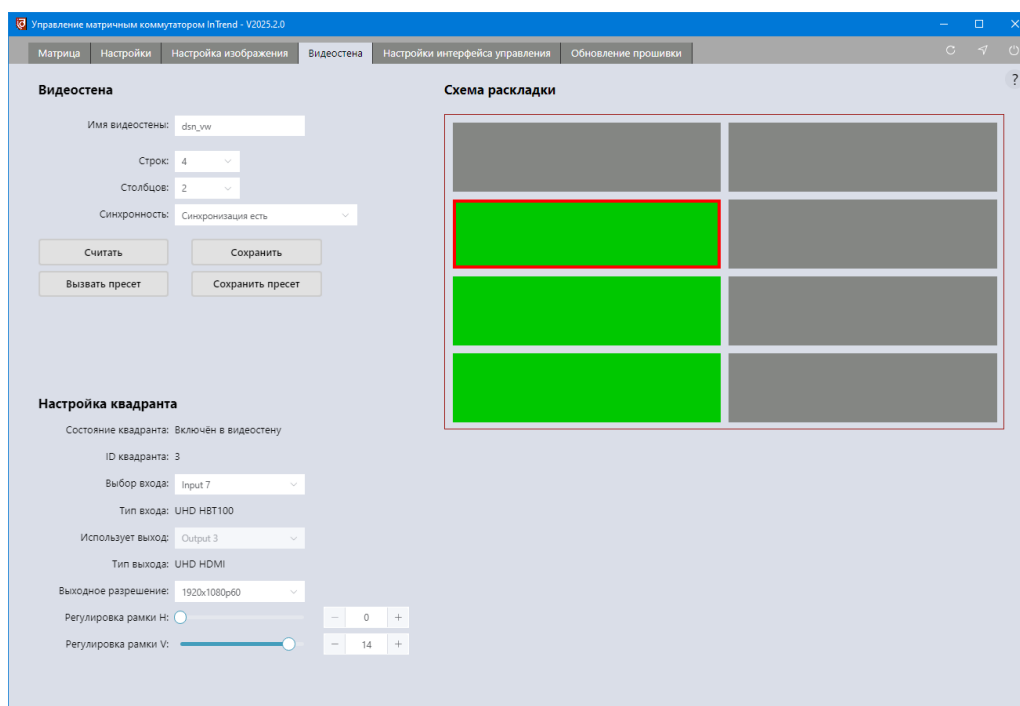 Управление матричным коммутатором InTrend - V2025.2.0
Матрица Настройки Настройка изображения Видеостена Настройки интерфейса управления Обновление прошивки
?
Видеостена
Схема раскладки
Имя видеостены: dsn_vw
Строк: 4
Столбцов: 2
Синхронность: Синхронизация есть
Считать Сохранить
Вызвать пресет Сохранить пресет
Настройка квадранта
Состояние квадранта: Включён в видеостену
ID квадранта: 3
Выбор входа: Input 7
Тип входа: UHD HBT100
Использует выход: Output 3
Тип выхода: UHD HDMI
Выходное разрешение: 1920x1080p60
Регулировка рамки H: − 0 +
Регулировка рамки V: − 14 +